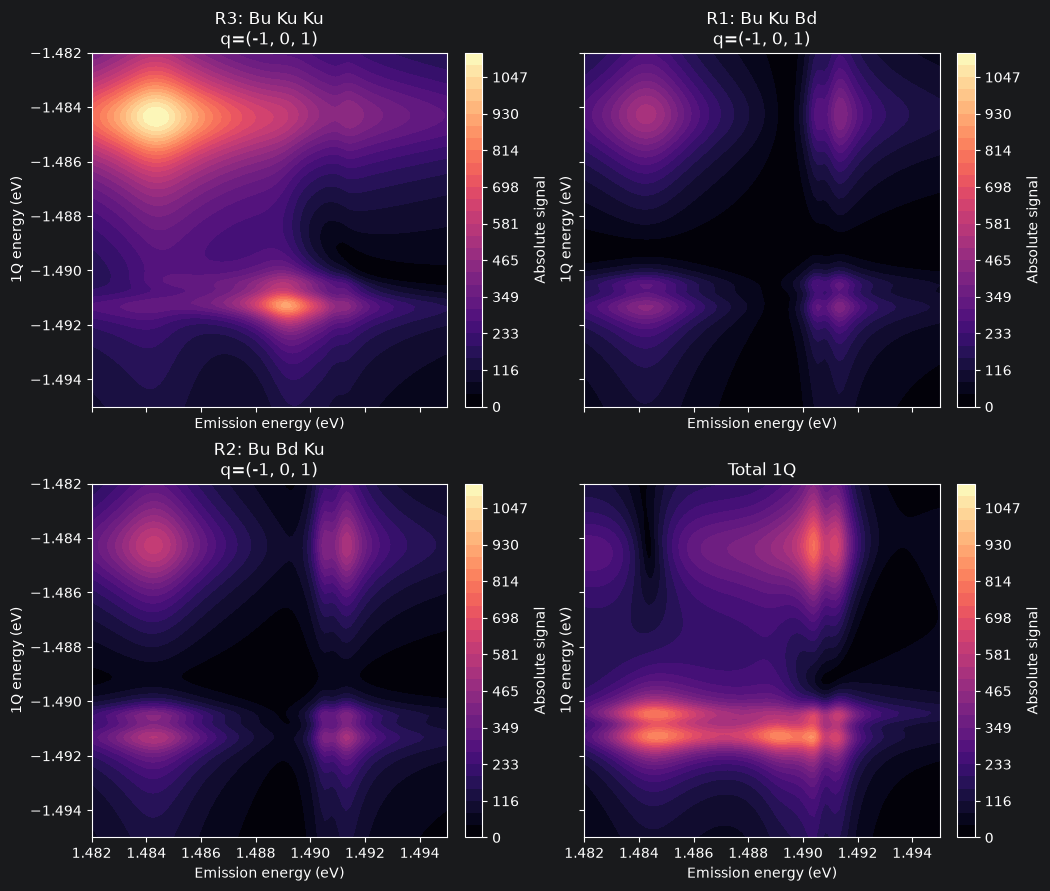 R3: Bu Ku Ku
q=(-1, 0, 1)
−1.482
−1.484
−1.486
−1.488
−1.490
−1.492
−1.494
1Q energy (eV)
Emission energy (eV)
1047
930
814
698
581
465
349
233
116
0
Absolute signal
R1: Bu Ku Bd
q=(-1, 0, 1)
1Q energy (eV)
Emission energy (eV)
1047
930
814
698
581
465
349
233
116
0
Absolute signal
R2: Bu Bd Ku
q=(-1, 0, 1)
−1.482
−1.484
−1.486
−1.488
−1.490
−1.492
−1.494
1Q energy (eV)
1.482 1.484 1.486 1.488 1.490 1.492 1.494
Emission energy (eV)
1047
930
814
698
581
465
349
233
116
0
Absolute signal
Total 1Q
1Q energy (eV)
1.482 1.484 1.486 1.488 1.490 1.492 1.494
Emission energy (eV)
1047
930
814
698
581
465
349
233
116
0
Absolute signal